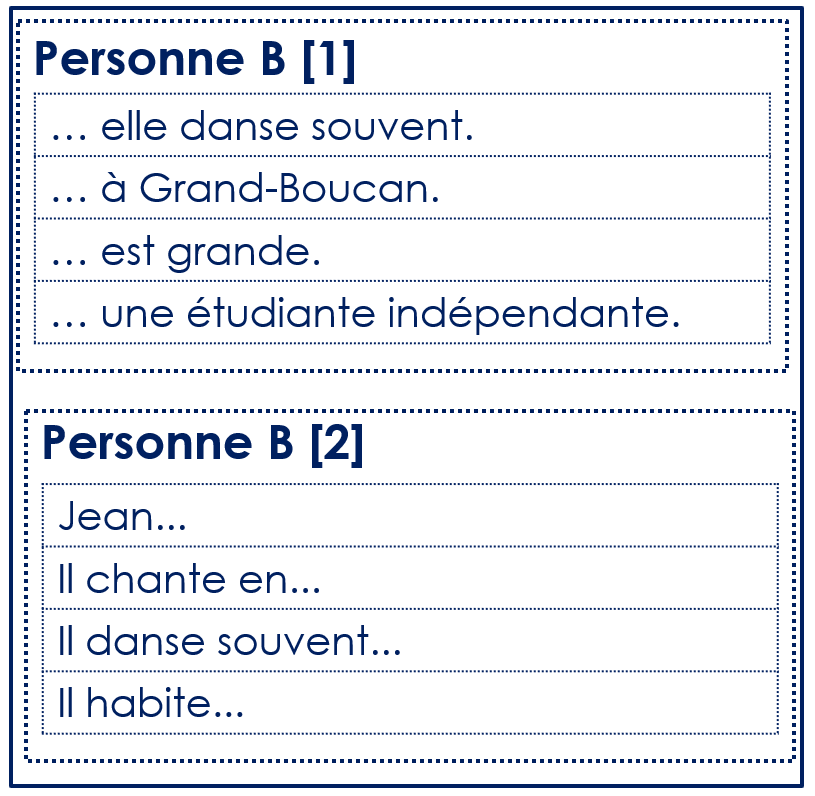 Personne B [1]
… elle danse souvent.
… à Grand-Boucan.
… est grande.
… une étudiante indépendante.
Personne B [2]
Jean...
Il chante en...
Il danse souvent...
Il habite...